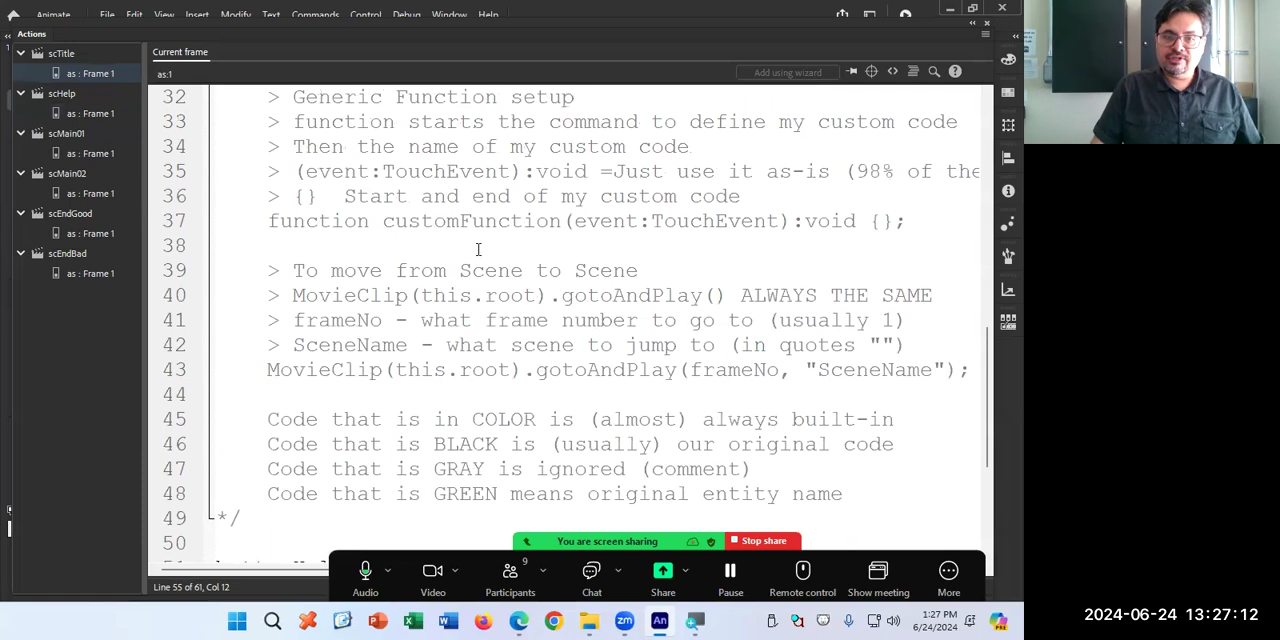 Animate File Edit View Insert Modify Text Commands Control Debug Window Help
Actions
Current frame
as:1
Add using wizard
scTitle
as : Frame 1
scHelp
as : Frame 1
scMain01
as : Frame 1
scMain02
as : Frame 1
scEndGood
as : Frame 1
scEndBad
as : Frame 1
32 > Generic Function setup
33 > function starts the command to define my custom code
34 > Then the name of my custom code
35 > (event:TouchEvent):void =Just use it as-is (98% of the
36 > {}  Start and end of my custom code
37 function customFunction(event:TouchEvent):void {};
38
39 > To move from Scene to Scene
40 > MovieClip(this.root).gotoAndPlay() ALWAYS THE SAME
41 > frameNo - what frame number to go to (usually 1)
42 > SceneName - what scene to jump to (in quotes "")
43 MovieClip(this.root).gotoAndPlay(frameNo, "SceneName");
44
45 Code that is in COLOR is (almost) always built-in
46 Code that is BLACK is (usually) our original code
47 Code that is GRAY is ignored (comment)
48 Code that is GREEN means original entity name
49 */
50
You are screen sharing
Stop share
Line 55 of 61, Col 12
9
Audio Video Participants Chat Share Pause Remote control Show meeting More
1:27 PM
6/24/2024
2024-06-24 13:27:12